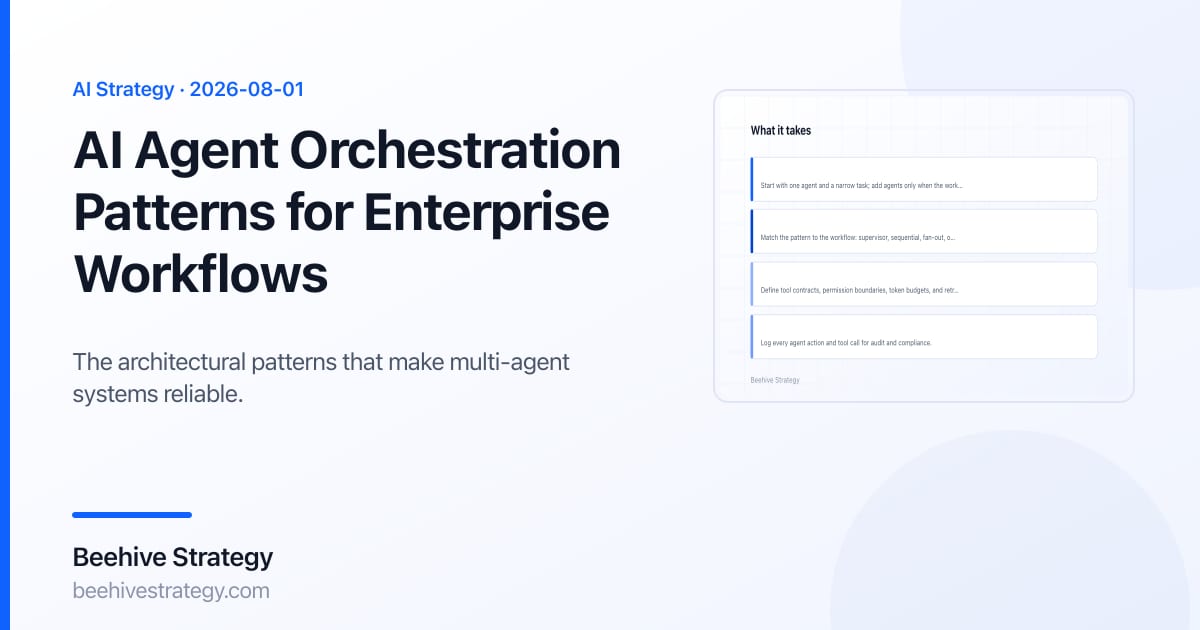 AI Strategy · 2026-08-01
AI Agent Orchestration
Patterns for Enterprise
Workflows
The architectural patterns that make multi-agent
systems reliable.
Beehive Strategy
beehivestrategy.com
What it takes
Start with one agent and a narrow task; add agents only when the work...
Match the pattern to the workflow: supervisor, sequential, fan-out, o...
Define tool contracts, permission boundaries, token budgets, and retr...
Log every agent action and tool call for audit and compliance.
Beehive Strategy